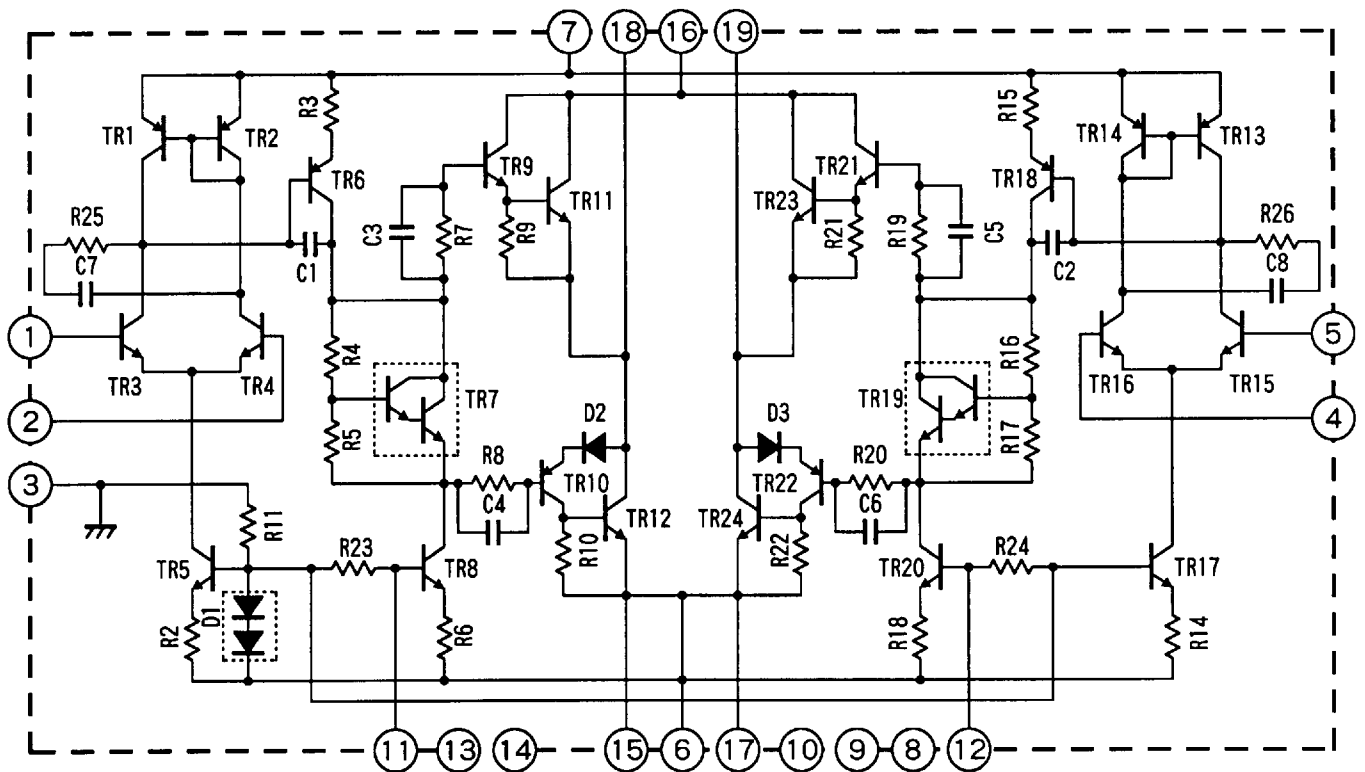 7 18 16 19
R3 R15
TR1 TR2 TR14 TR13
TR6 TR9 TR21 TR18
TR11 TR23
R25 C3 R7 R9 R21 R19 C5 R26
C7 C1 C2 C8
1 5
TR3 TR4 R4 R16 TR16 TR15
TR7 TR19
2 D2 D3 4
R5 R17
R8 R20
3 C4 TR10 TR22 C6
R11 TR12 TR24
R23 R10 R22 R24
TR5 TR8 TR20 TR17
R2 D1 R6 R18 R14
11 13 14 15 6 17 10 9 8 12